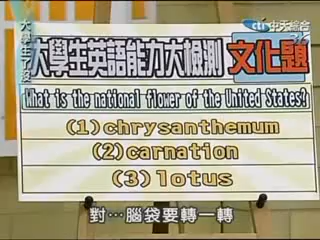 大學生了沒
cti 中天綜合
大學生英語能力大檢測 文化題
What is the national flower of the United States?
(1)chrysanthemum
(2)carnation
(3)lotus
對…腦袋要轉一轉